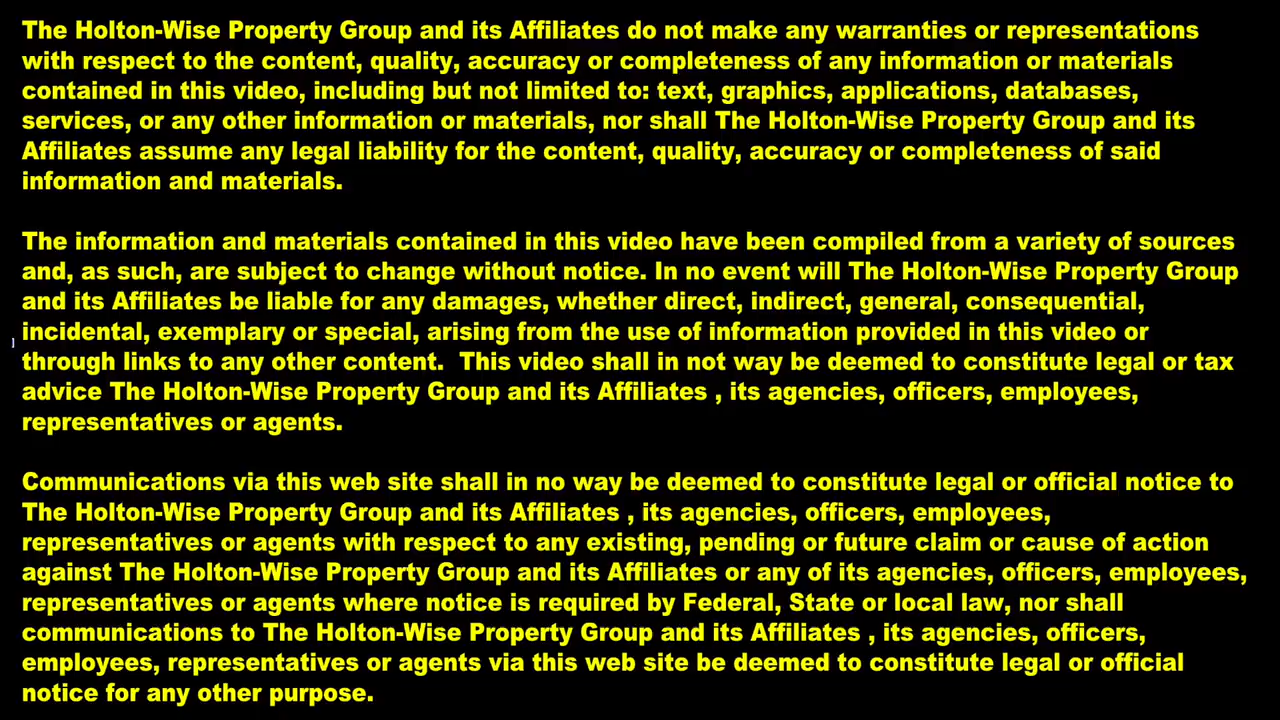 The Holton-Wise Property Group and its Affiliates do not make any warranties or representations
with respect to the content, quality, accuracy or completeness of any information or materials
contained in this video, including but not limited to: text, graphics, applications, databases,
services, or any other information or materials, nor shall The Holton-Wise Property Group and its
Affiliates assume any legal liability for the content, quality, accuracy or completeness of said
information and materials.
The information and materials contained in this video have been compiled from a variety of sources
and, as such, are subject to change without notice. In no event will The Holton-Wise Property Group
and its Affiliates be liable for any damages, whether direct, indirect, general, consequential,
incidental, exemplary or special, arising from the use of information provided in this video or
through links to any other content.  This video shall in not way be deemed to constitute legal or tax
advice The Holton-Wise Property Group and its Affiliates , its agencies, officers, employees,
representatives or agents.
Communications via this web site shall in no way be deemed to constitute legal or official notice to
The Holton-Wise Property Group and its Affiliates , its agencies, officers, employees,
representatives or agents with respect to any existing, pending or future claim or cause of action
against The Holton-Wise Property Group and its Affiliates or any of its agencies, officers, employees,
representatives or agents where notice is required by Federal, State or local law, nor shall
communications to The Holton-Wise Property Group and its Affiliates , its agencies, officers,
employees, representatives or agents via this web site be deemed to constitute legal or official
notice for any other purpose.